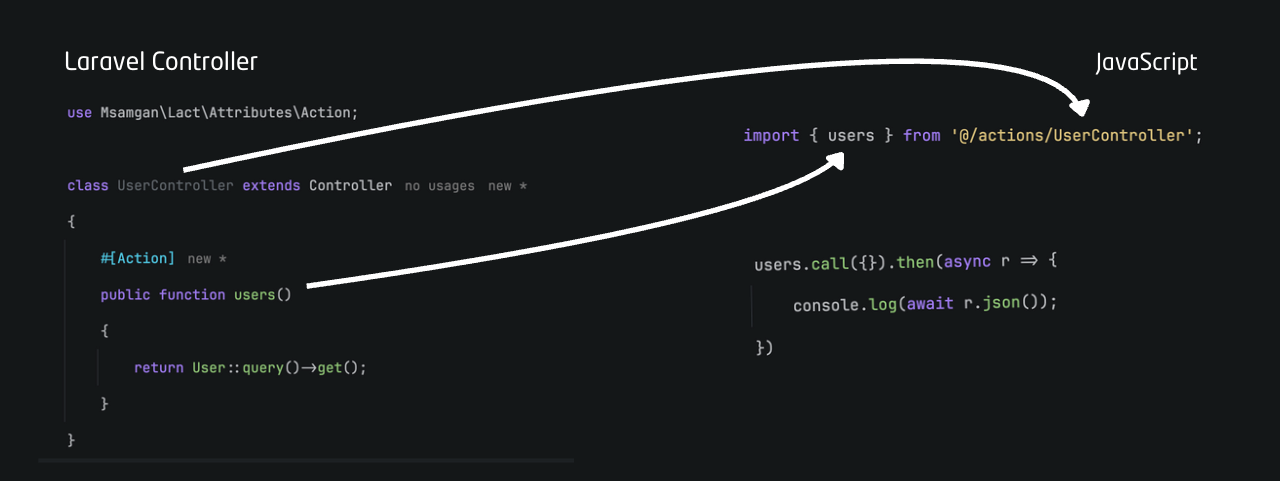 Laravel Controller
use Msamgan\Lact\Attributes\Action;
class UserController extends Controller no usages new *
{
#[Action] new *
public function users()
{
return User::query()->get();
}
}
JavaScript
import { users } from '@/actions/UserController';
users.call({}).then(async r => {
console.log(await r.json());
})